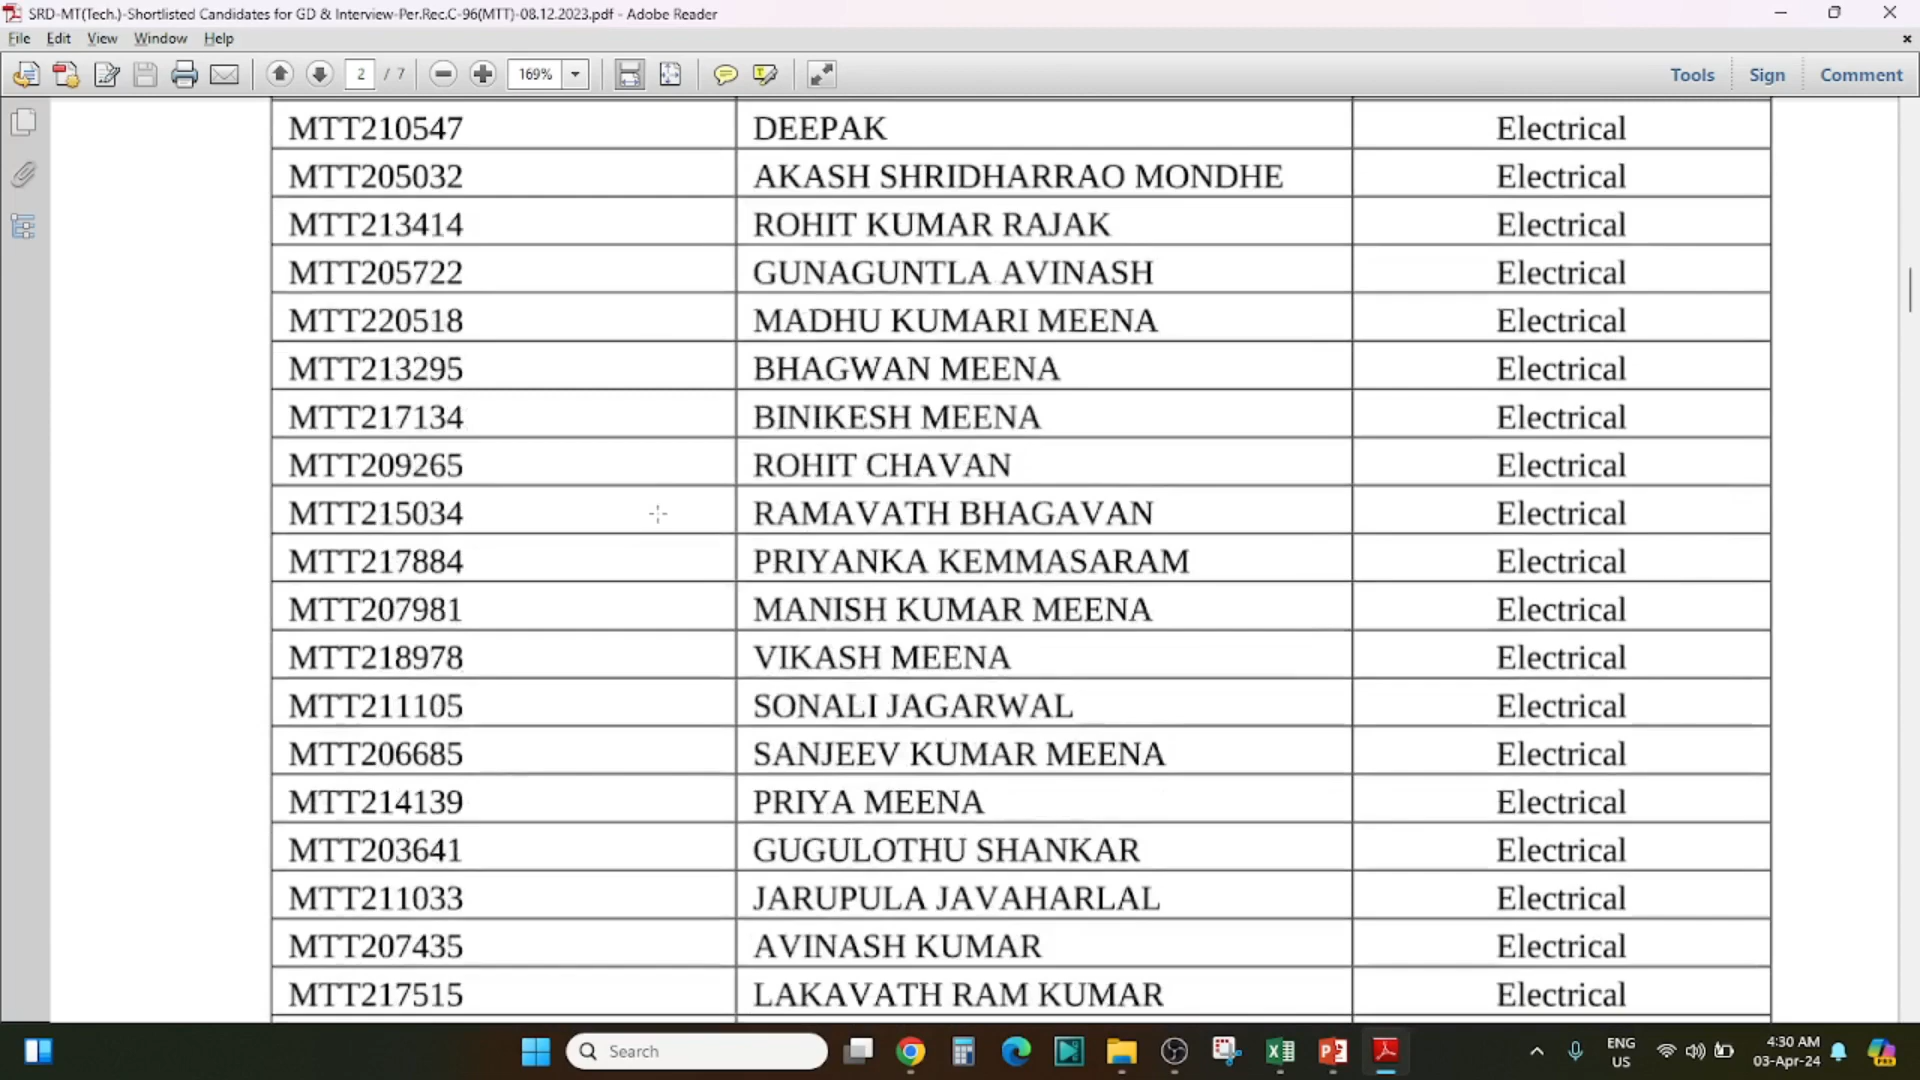 SRD-MT(Tech.)-Shortlisted Candidates for GD & Interview-Per.Rec.C-96(MTT)-08.12.2023.pdf - Adobe Reader
File Edit View Window Help
2 / 7 169% Tools Sign Comment
MTT210547 DEEPAK Electrical
MTT205032 AKASH SHRIDHARRAO MONDHE Electrical
MTT213414 ROHIT KUMAR RAJAK Electrical
MTT205722 GUNAGUNTLA AVINASH Electrical
MTT220518 MADHU KUMARI MEENA Electrical
MTT213295 BHAGWAN MEENA Electrical
MTT217134 BINIKESH MEENA Electrical
MTT209265 ROHIT CHAVAN Electrical
MTT215034 RAMAVATH BHAGAVAN Electrical
MTT217884 PRIYANKA KEMMASARAM Electrical
MTT207981 MANISH KUMAR MEENA Electrical
MTT218978 VIKASH MEENA Electrical
MTT211105 SONALI JAGARWAL Electrical
MTT206685 SANJEEV KUMAR MEENA Electrical
MTT214139 PRIYA MEENA Electrical
MTT203641 GUGULOTHU SHANKAR Electrical
MTT211033 JARUPULA JAVAHARLAL Electrical
MTT207435 AVINASH KUMAR Electrical
MTT217515 LAKAVATH RAM KUMAR Electrical
Search ENG 4:30 AM
US 03-Apr-24